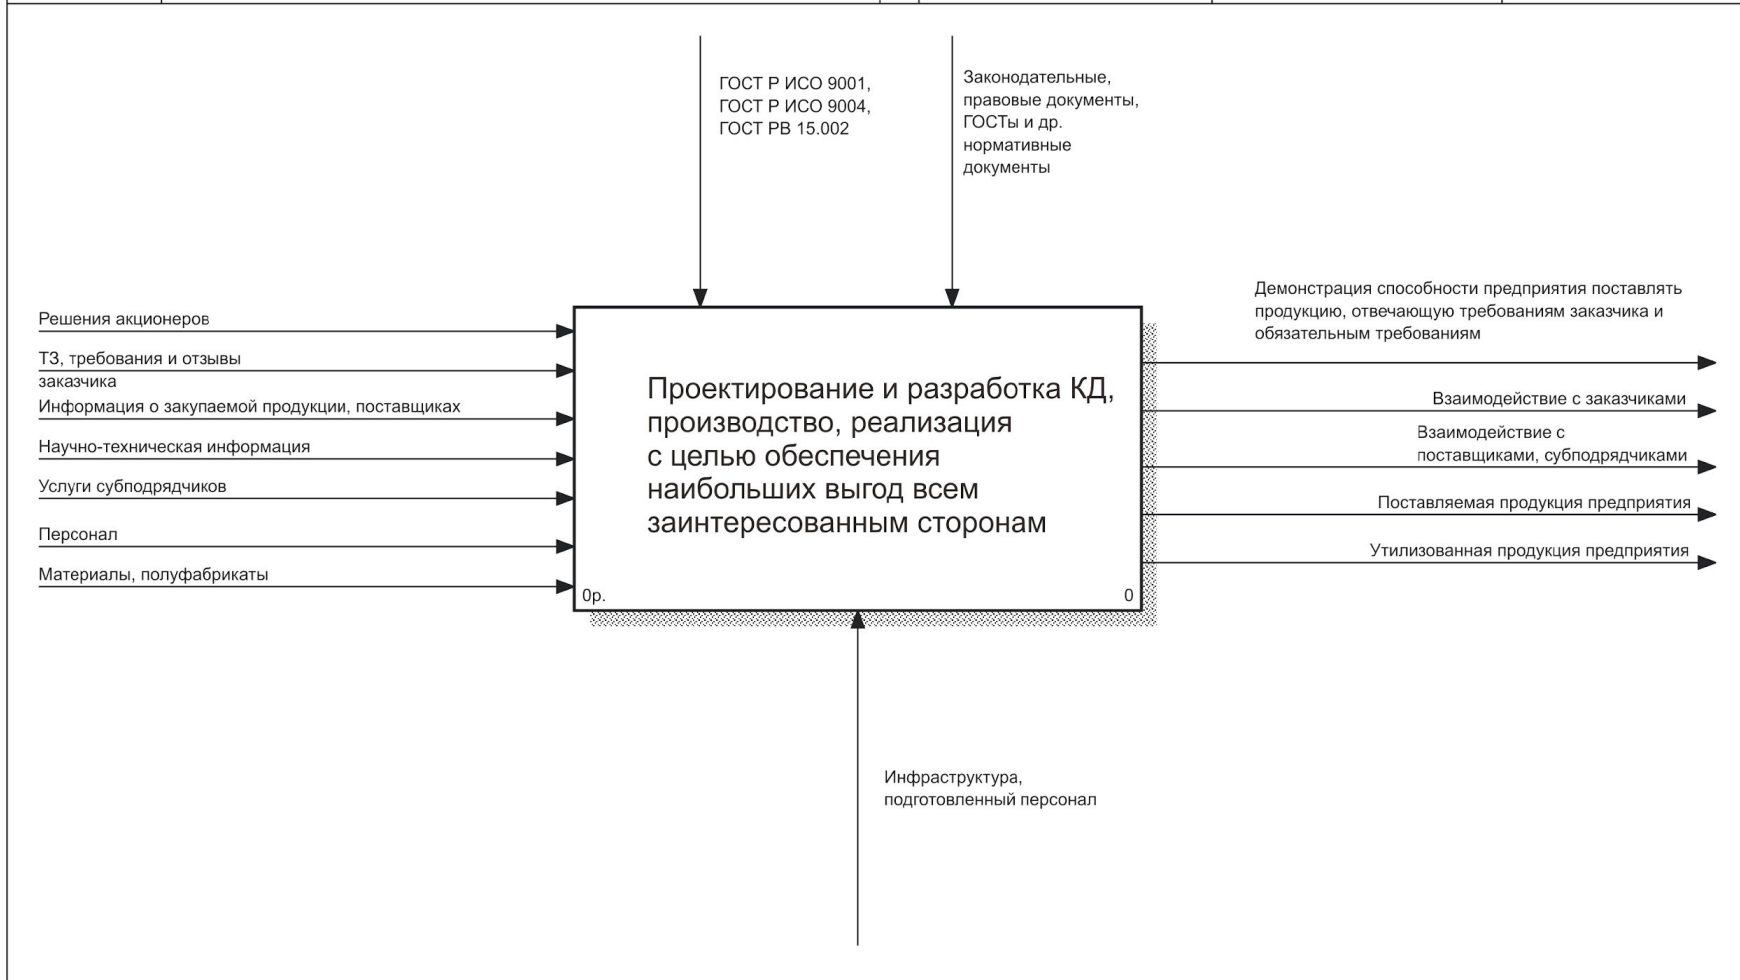 ГОСТ Р ИСО 9001,
ГОСТ Р ИСО 9004,
ГОСТ РВ 15.002
Законодательные,
правовые документы,
ГОСТы и др.
нормативные
документы
Решения акционеров
ТЗ, требования и отзывы
заказчика
Информация о закупаемой продукции, поставщиках
Научно-техническая информация
Услуги субподрядчиков
Персонал
Материалы, полуфабрикаты
Проектирование и разработка КД,
производство, реализация
с целью обеспечения
наибольших выгод всем
заинтересованным сторонам
0р.
0
Демонстрация способности предприятия поставлять
продукцию, отвечающую требованиям заказчика и
обязательным требованиям
Взаимодействие с заказчиками
Взаимодействие с
поставщиками, субподрядчиками
Поставляемая продукция предприятия
Утилизованная продукция предприятия
Инфраструктура,
подготовленный персонал